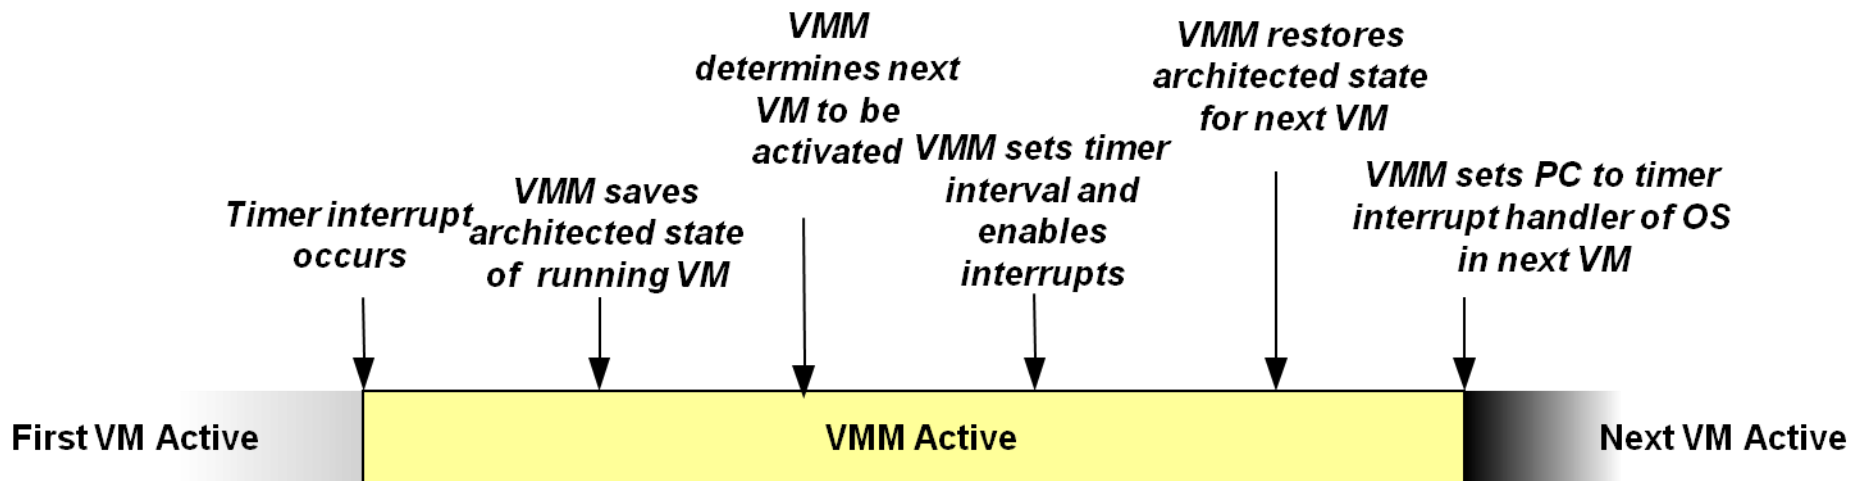 Timer interrupt
occurs
VMM saves
architected state
of running VM
VMM
determines next
VM to be
activated
VMM sets timer
interval and
enables
interrupts
VMM restores
architected state
for next VM
VMM sets PC to timer
interrupt handler of OS
in next VM
First VM Active
VMM Active
Next VM Active